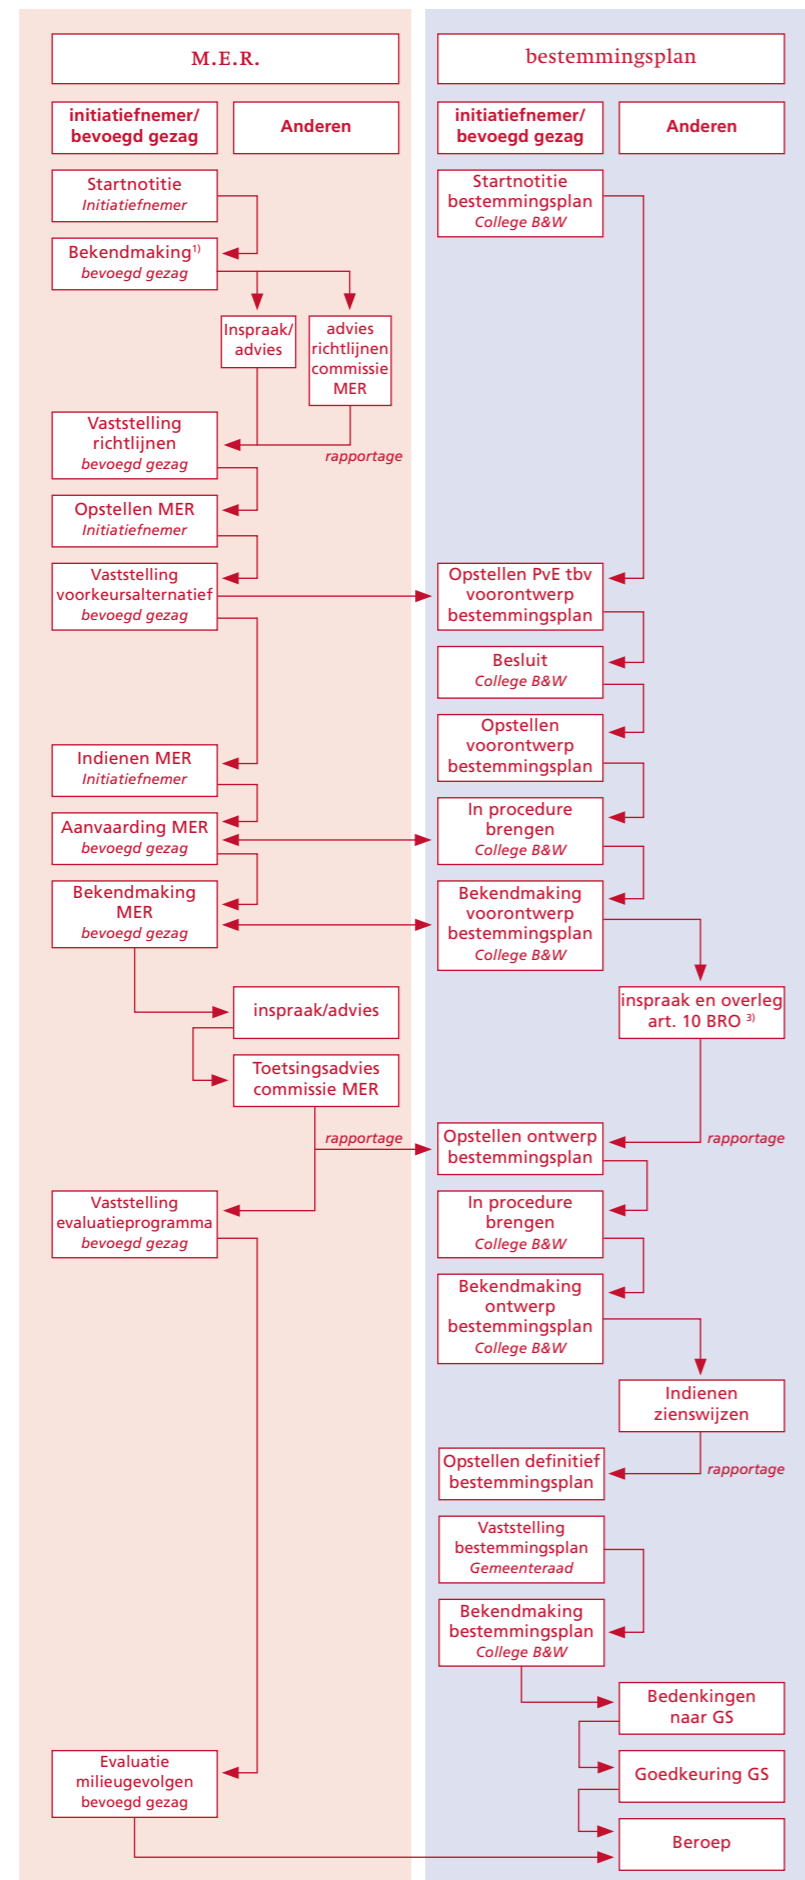 M.E.R.
initiatiefnemer/
bevoegd gezag
Anderen
Startnotitie
Initiatiefnemer
Bekendmaking¹⁾
bevoegd gezag
Inspraak/
advies
advies
richtlijnen
commissie
MER
Vaststelling
richtlijnen
bevoegd gezag
rapportage
Opstellen MER
Initiatiefnemer
Vaststelling
voorkeursalternatief
bevoegd gezag
Indienen MER
Initiatiefnemer
Aanvaarding MER
bevoegd gezag
Bekendmaking
MER
bevoegd gezag
inspraak/advies
Toetsingsadvies
commissie MER
rapportage
Vaststelling
evaluatieprogramma
bevoegd gezag
Evaluatie
milieugevolgen
bevoegd gezag
bestemmingsplan
initiatiefnemer/
bevoegd gezag
Anderen
Startnotitie
bestemmingsplan
College B&W
Opstellen PvE tbv
voorontwerp
bestemmingsplan
Besluit
College B&W
Opstellen
voorontwerp
bestemmingsplan
In procedure
brengen
College B&W
Bekendmaking
voorontwerp
bestemmingsplan
College B&W
inspraak en overleg
art. 10 BRO ³⁾
Opstellen ontwerp
bestemmingsplan
rapportage
In procedure
brengen
College B&W
Bekendmaking
ontwerp
bestemmingsplan
College B&W
Indienen
zienswijzen
Opstellen definitief
bestemmingsplan
rapportage
Vaststelling
bestemmingsplan
Gemeenteraad
Bekendmaking
bestemmingsplan
College B&W
Bedenkingen
naar GS
Goedkeuring GS
Beroep